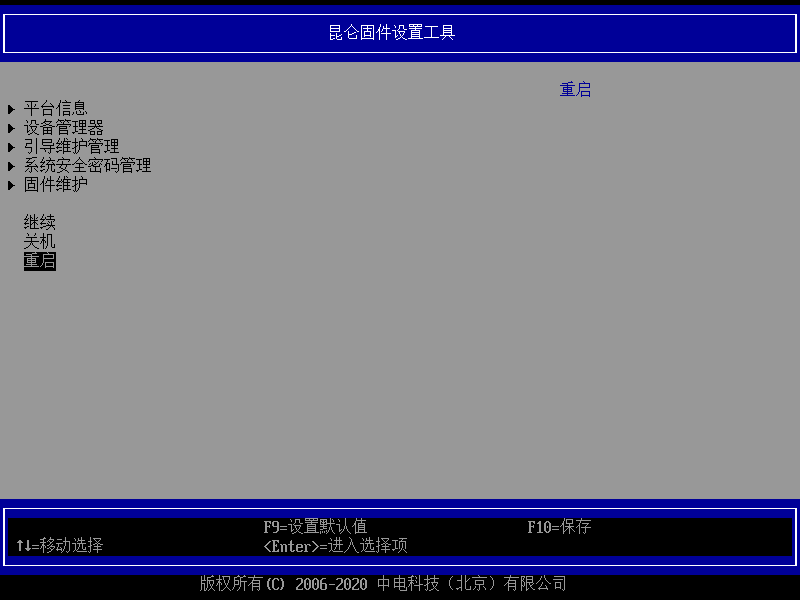 昆仑固件设置工具
重启
平台信息
设备管理器
引导维护管理
系统安全密码管理
固件维护
继续
关机
重启
F9=设置默认值 F10=保存
↑↓=移动选择 <Enter>=进入选择项
版权所有(C) 2006-2020 中电科技（北京）有限公司